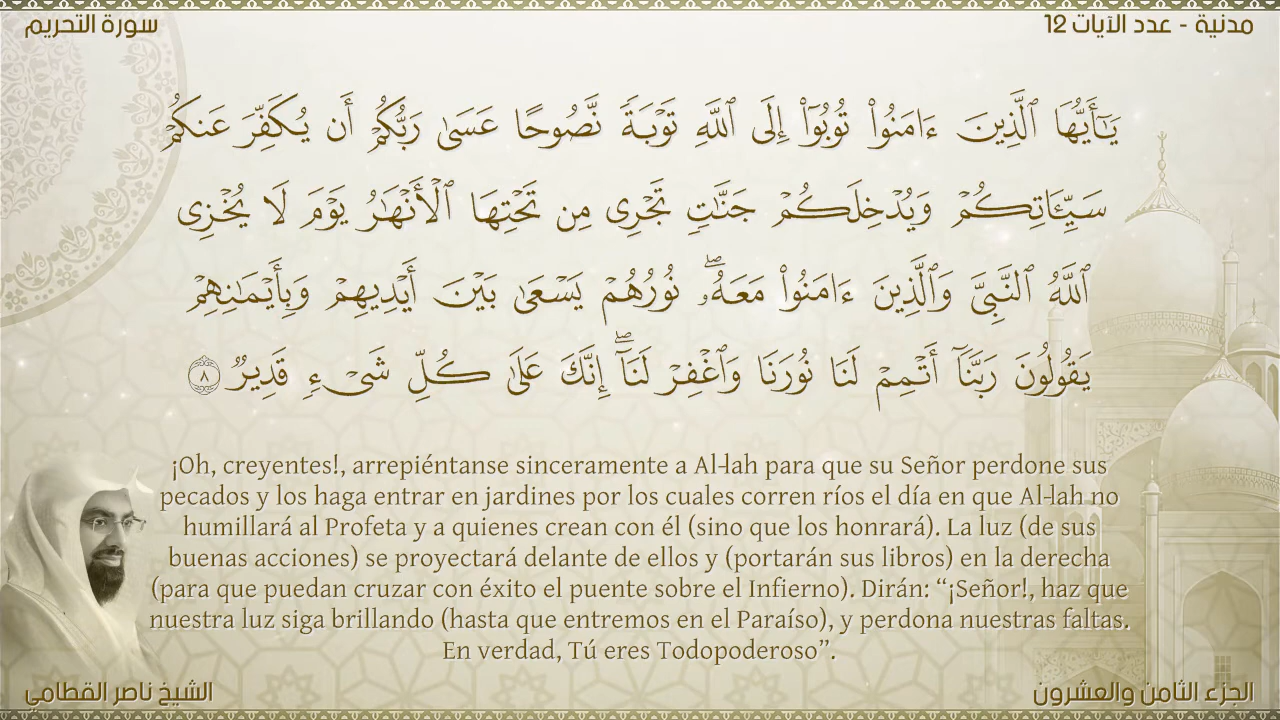 سورة التحريم
مدنية - عدد الآيات 12
يَـٰٓأَيُّهَا ٱلَّذِينَ ءَامَنُوا۟ تُوبُوٓا۟ إِلَى ٱللَّهِ تَوْبَةً نَّصُوحًا عَسَىٰ رَبُّكُمْ أَن يُكَفِّرَ عَنكُمْ
سَيِّـَٔاتِكُمْ وَيُدْخِلَكُمْ جَنَّـٰتٍ تَجْرِى مِن تَحْتِهَا ٱلْأَنْهَـٰرُ يَوْمَ لَا يُخْزِى
ٱللَّهُ ٱلنَّبِىَّ وَٱلَّذِينَ ءَامَنُوا۟ مَعَهُۥ ۖ نُورُهُمْ يَسْعَىٰ بَيْنَ أَيْدِيهِمْ وَبِأَيْمَـٰنِهِمْ
يَقُولُونَ رَبَّنَآ أَتْمِمْ لَنَا نُورَنَا وَٱغْفِرْ لَنَآ ۖ إِنَّكَ عَلَىٰ كُلِّ شَىْءٍ قَدِيرٌ ٨
¡Oh, creyentes!, arrepiéntanse sinceramente a Al-lah para que su Señor perdone sus
pecados y los haga entrar en jardines por los cuales corren ríos el día en que Al-lah no
humillará al Profeta y a quienes crean con él (sino que los honrará). La luz (de sus
buenas acciones) se proyectará delante de ellos y (portarán sus libros) en la derecha
(para que puedan cruzar con éxito el puente sobre el Infierno). Dirán: “¡Señor!, haz que
nuestra luz siga brillando (hasta que entremos en el Paraíso), y perdona nuestras faltas.
En verdad, Tú eres Todopoderoso”.
الشيخ ناصر القطامي
الجزء الثامن والعشرون